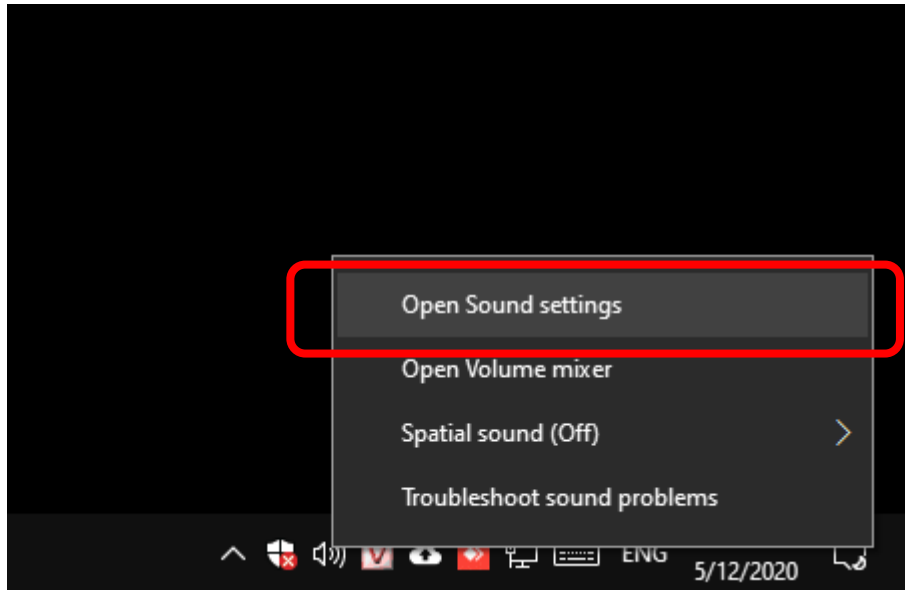 Open Sound settings
Open Volume mixer
Spatial sound (Off)
Troubleshoot sound problems
V
ENG
5/12/2020